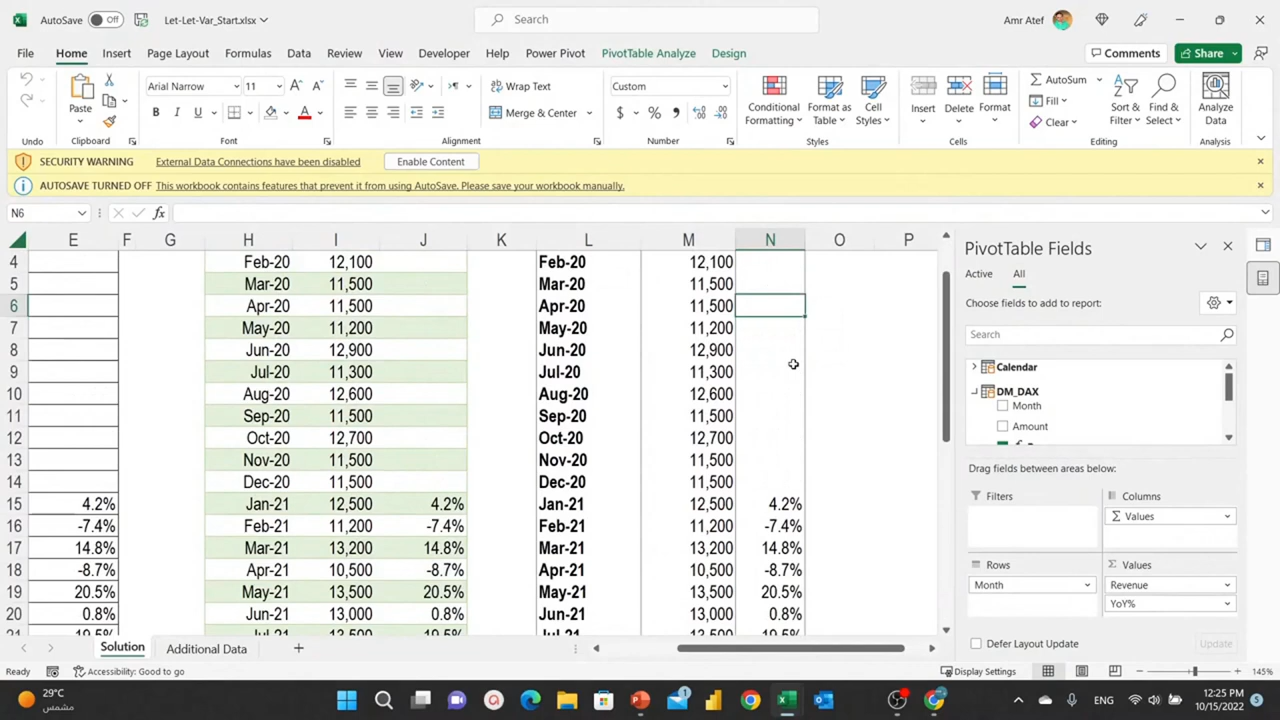 AutoSave Off Let-Let-Var_Start.xlsx Search Amr Atef
File Home Insert Page Layout Formulas Data Review View Developer Help Power Pivot PivotTable Analyze Design Comments Share
Paste Arial Narrow 11 Wrap Text Custom Conditional Formatting Format as Table Cell Styles Insert Delete Format AutoSum Sort & Filter Find & Select Analyze Data
B I U Merge & Center $ % Fill
Clear
Undo Clipboard Font Alignment Number Styles Cells Editing Analysis
SECURITY WARNING External Data Connections have been disabled Enable Content
AUTOSAVE TURNED OFF This workbook contains features that prevent it from using AutoSave. Please save your workbook manually.
N6 fx
E F G H I J K L M N O P
4 Feb-20 12,100 Feb-20 12,100
5 Mar-20 11,500 Mar-20 11,500
6 Apr-20 11,500 Apr-20 11,500
7 May-20 11,200 May-20 11,200
8 Jun-20 12,900 Jun-20 12,900
9 Jul-20 11,300 Jul-20 11,300
10 Aug-20 12,600 Aug-20 12,600
11 Sep-20 11,500 Sep-20 11,500
12 Oct-20 12,700 Oct-20 12,700
13 Nov-20 11,500 Nov-20 11,500
14 Dec-20 11,500 Dec-20 11,500
15 4.2% Jan-21 12,500 4.2% Jan-21 12,500 4.2%
16 -7.4% Feb-21 11,200 -7.4% Feb-21 11,200 -7.4%
17 14.8% Mar-21 13,200 14.8% Mar-21 13,200 14.8%
18 -8.7% Apr-21 10,500 -8.7% Apr-21 10,500 -8.7%
19 20.5% May-21 13,500 20.5% May-21 13,500 20.5%
20 0.8% Jun-21 13,000 0.8% Jun-21 13,000 0.8%
21 19.5% Jul-21 13,500 19.5% Jul-21 13,500 19.5%
PivotTable Fields
Active All
Choose fields to add to report:
Search
Calendar
DM_DAX
Month
Amount
Drag fields between areas below:
Filters Columns
Σ Values
Rows Σ Values
Month Revenue
YoY%
Defer Layout Update Update
Solution Additional Data
Ready Accessibility: Good to go Display Settings 145%
29°C
مشمس
ENG 12:25 PM
10/15/2022